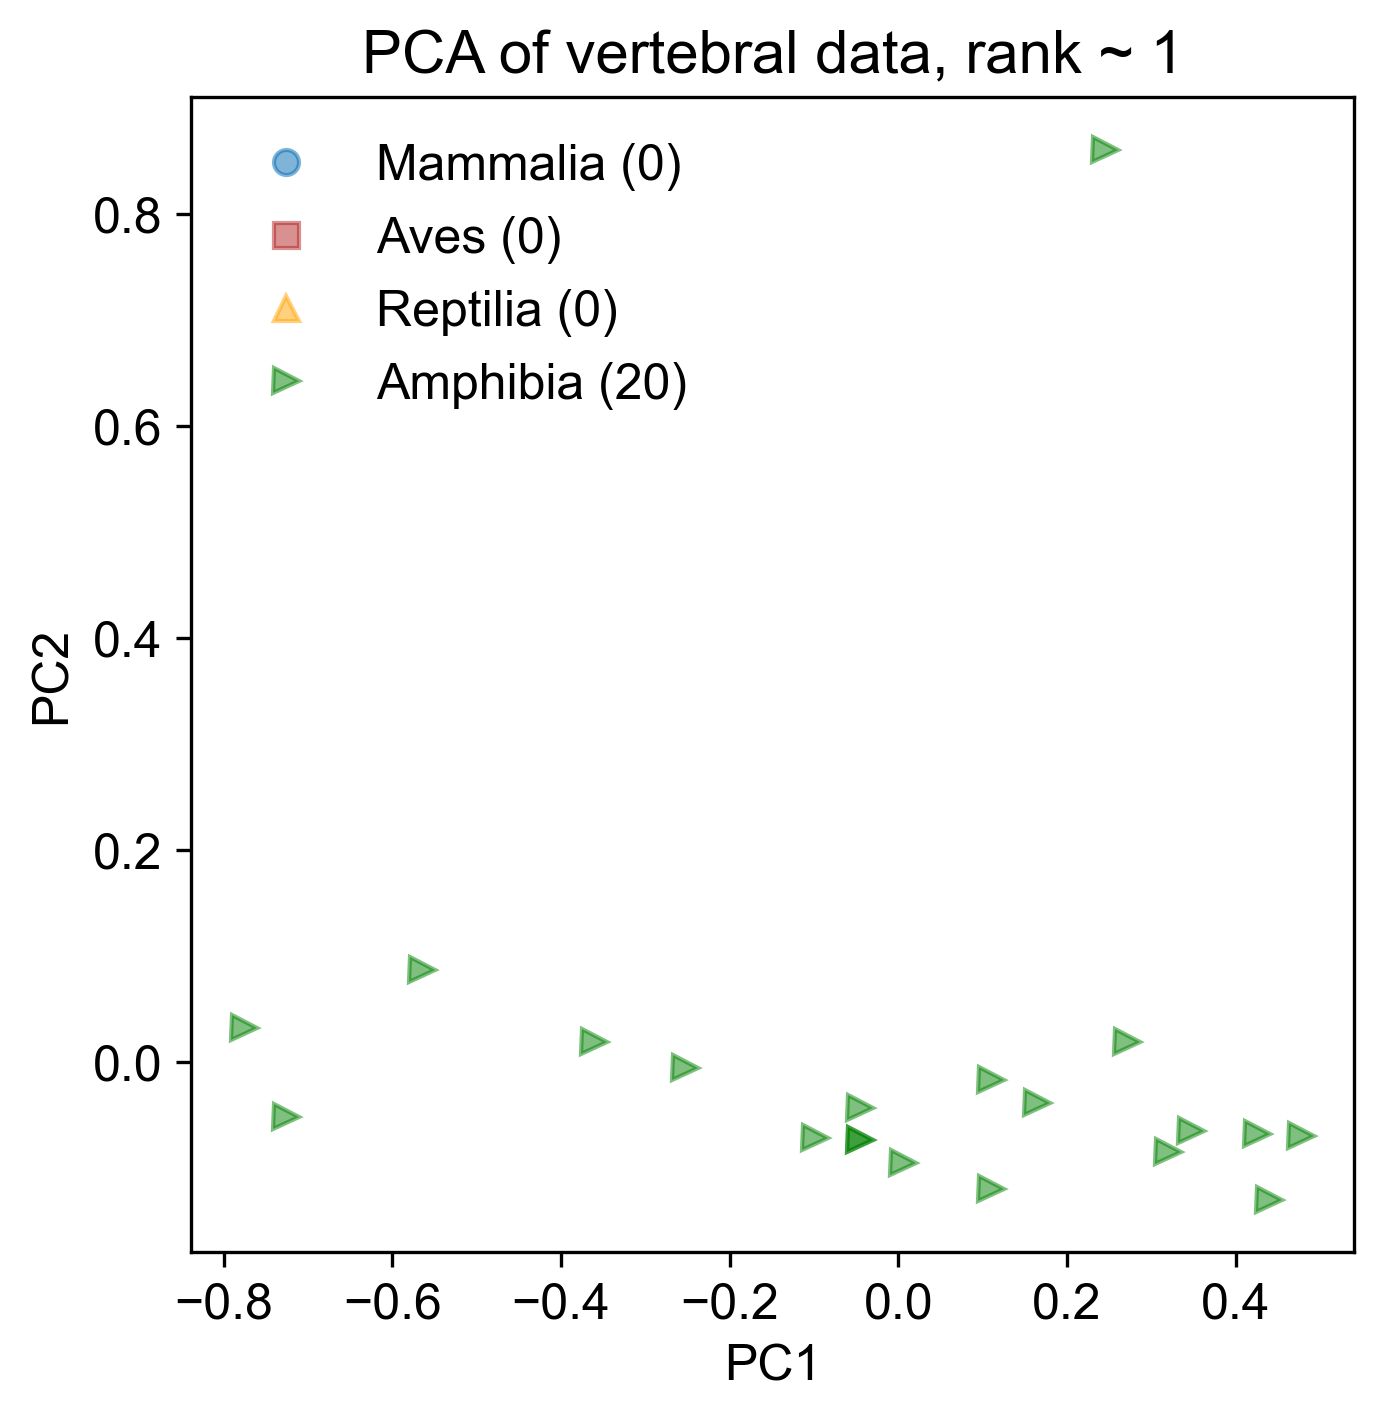 PCA of vertebral data, rank ~ 1
Mammalia (0)
Aves (0)
Reptilia (0)
Amphibia (20)
0.8
0.6
0.4
0.2
0.0
PC2
−0.8 −0.6 −0.4 −0.2 0.0 0.2 0.4
PC1